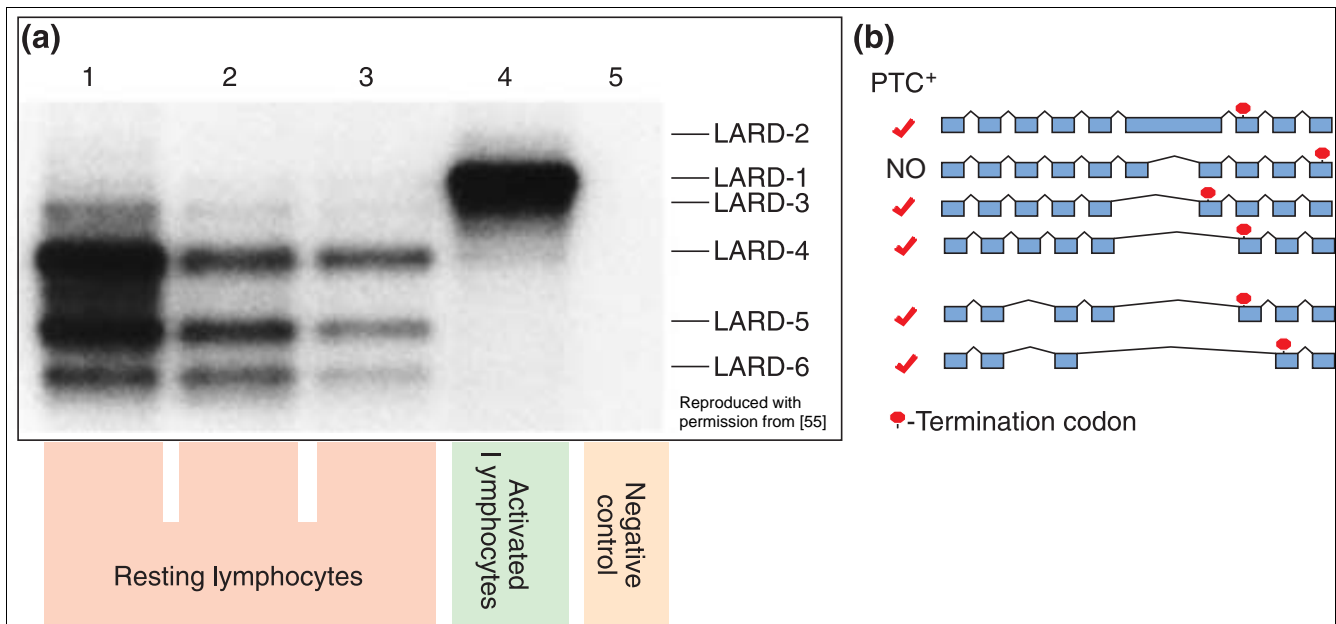 (a)
1 2 3 4 5
LARD-2
LARD-1
LARD-3
LARD-4
LARD-5
LARD-6
Reproduced with
permission from [55]
Resting lymphocytes
Activated
lymphocytes
Negative
control
(b)
PTC+
NO
-Termination codon